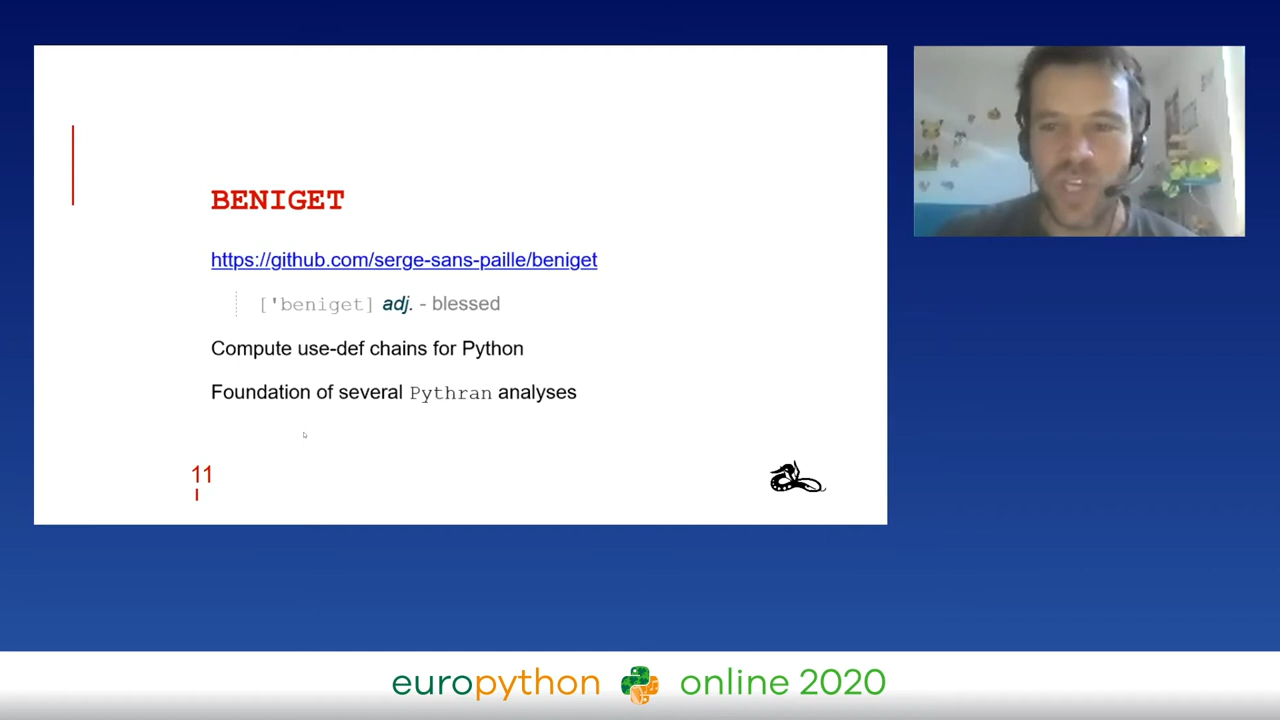 BENIGET
https://github.com/serge-sans-paille/beniget
['beniget] adj. - blessed
Compute use-def chains for Python
Foundation of several Pythran analyses
11
europython online 2020